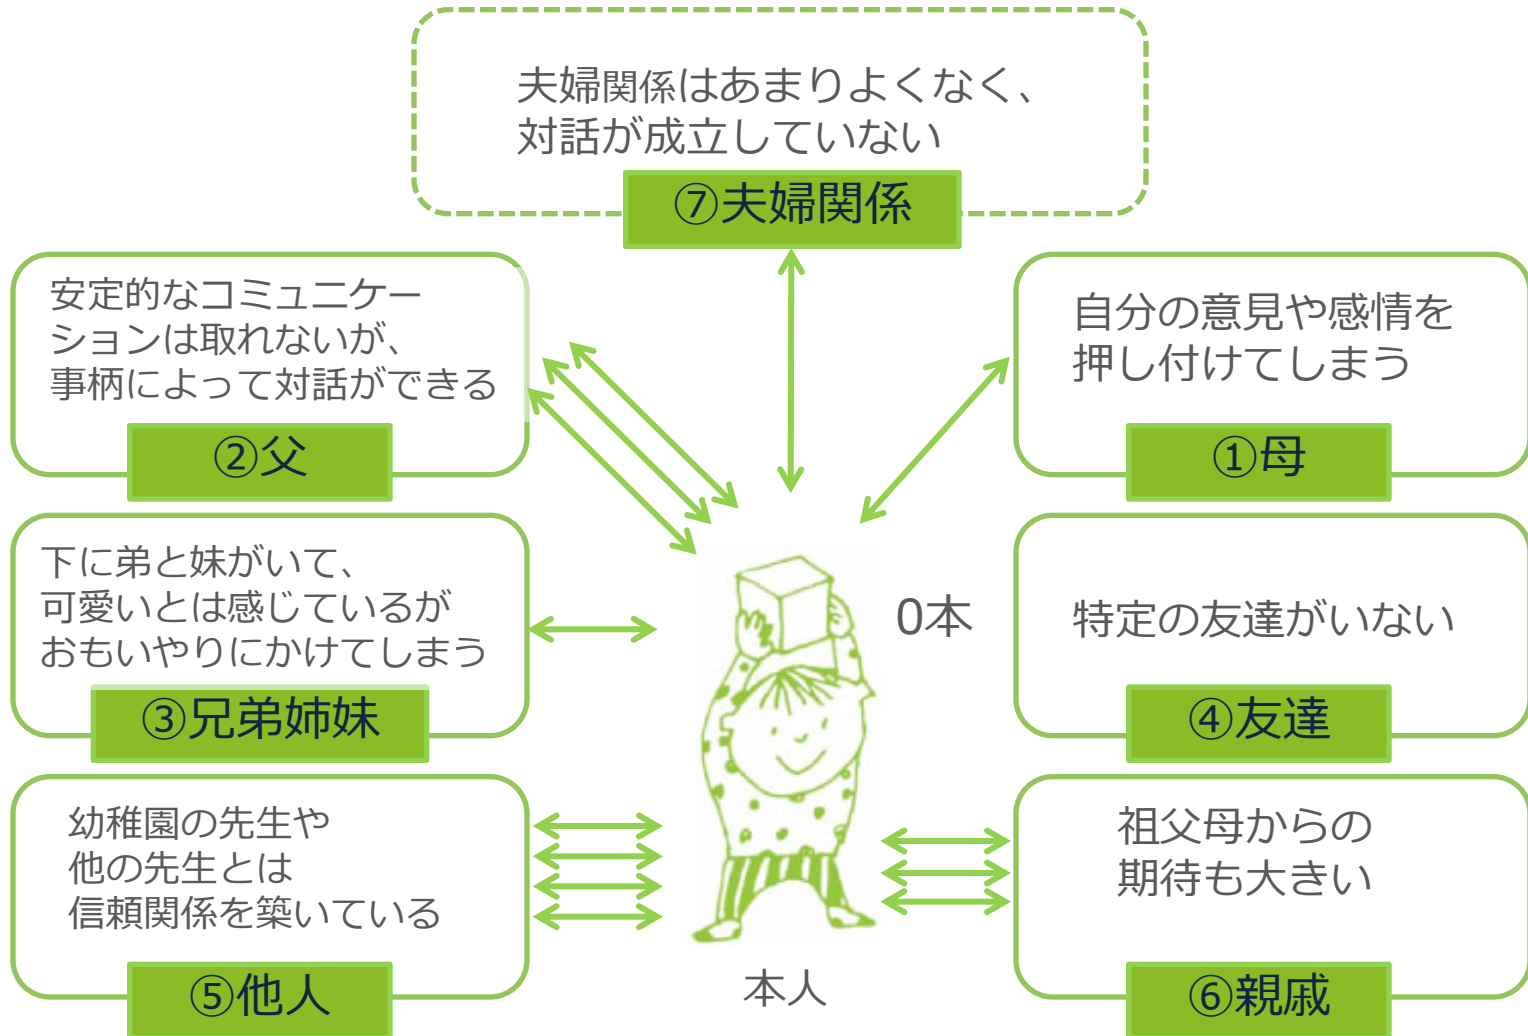 夫婦関係はあまりよくなく、
対話が成立していない
⑦夫婦関係
安定的なコミュニケー
ションは取れないが、
事柄によって対話ができる
②父
自分の意見や感情を
押し付けてしまう
①母
下に弟と妹がいて、
可愛いとは感じているが
おもいやりにかけてしまう
③兄弟姉妹
0本
特定の友達がいない
④友達
幼稚園の先生や
他の先生とは
信頼関係を築いている
⑤他人
本人
祖父母からの
期待も大きい
⑥親戚